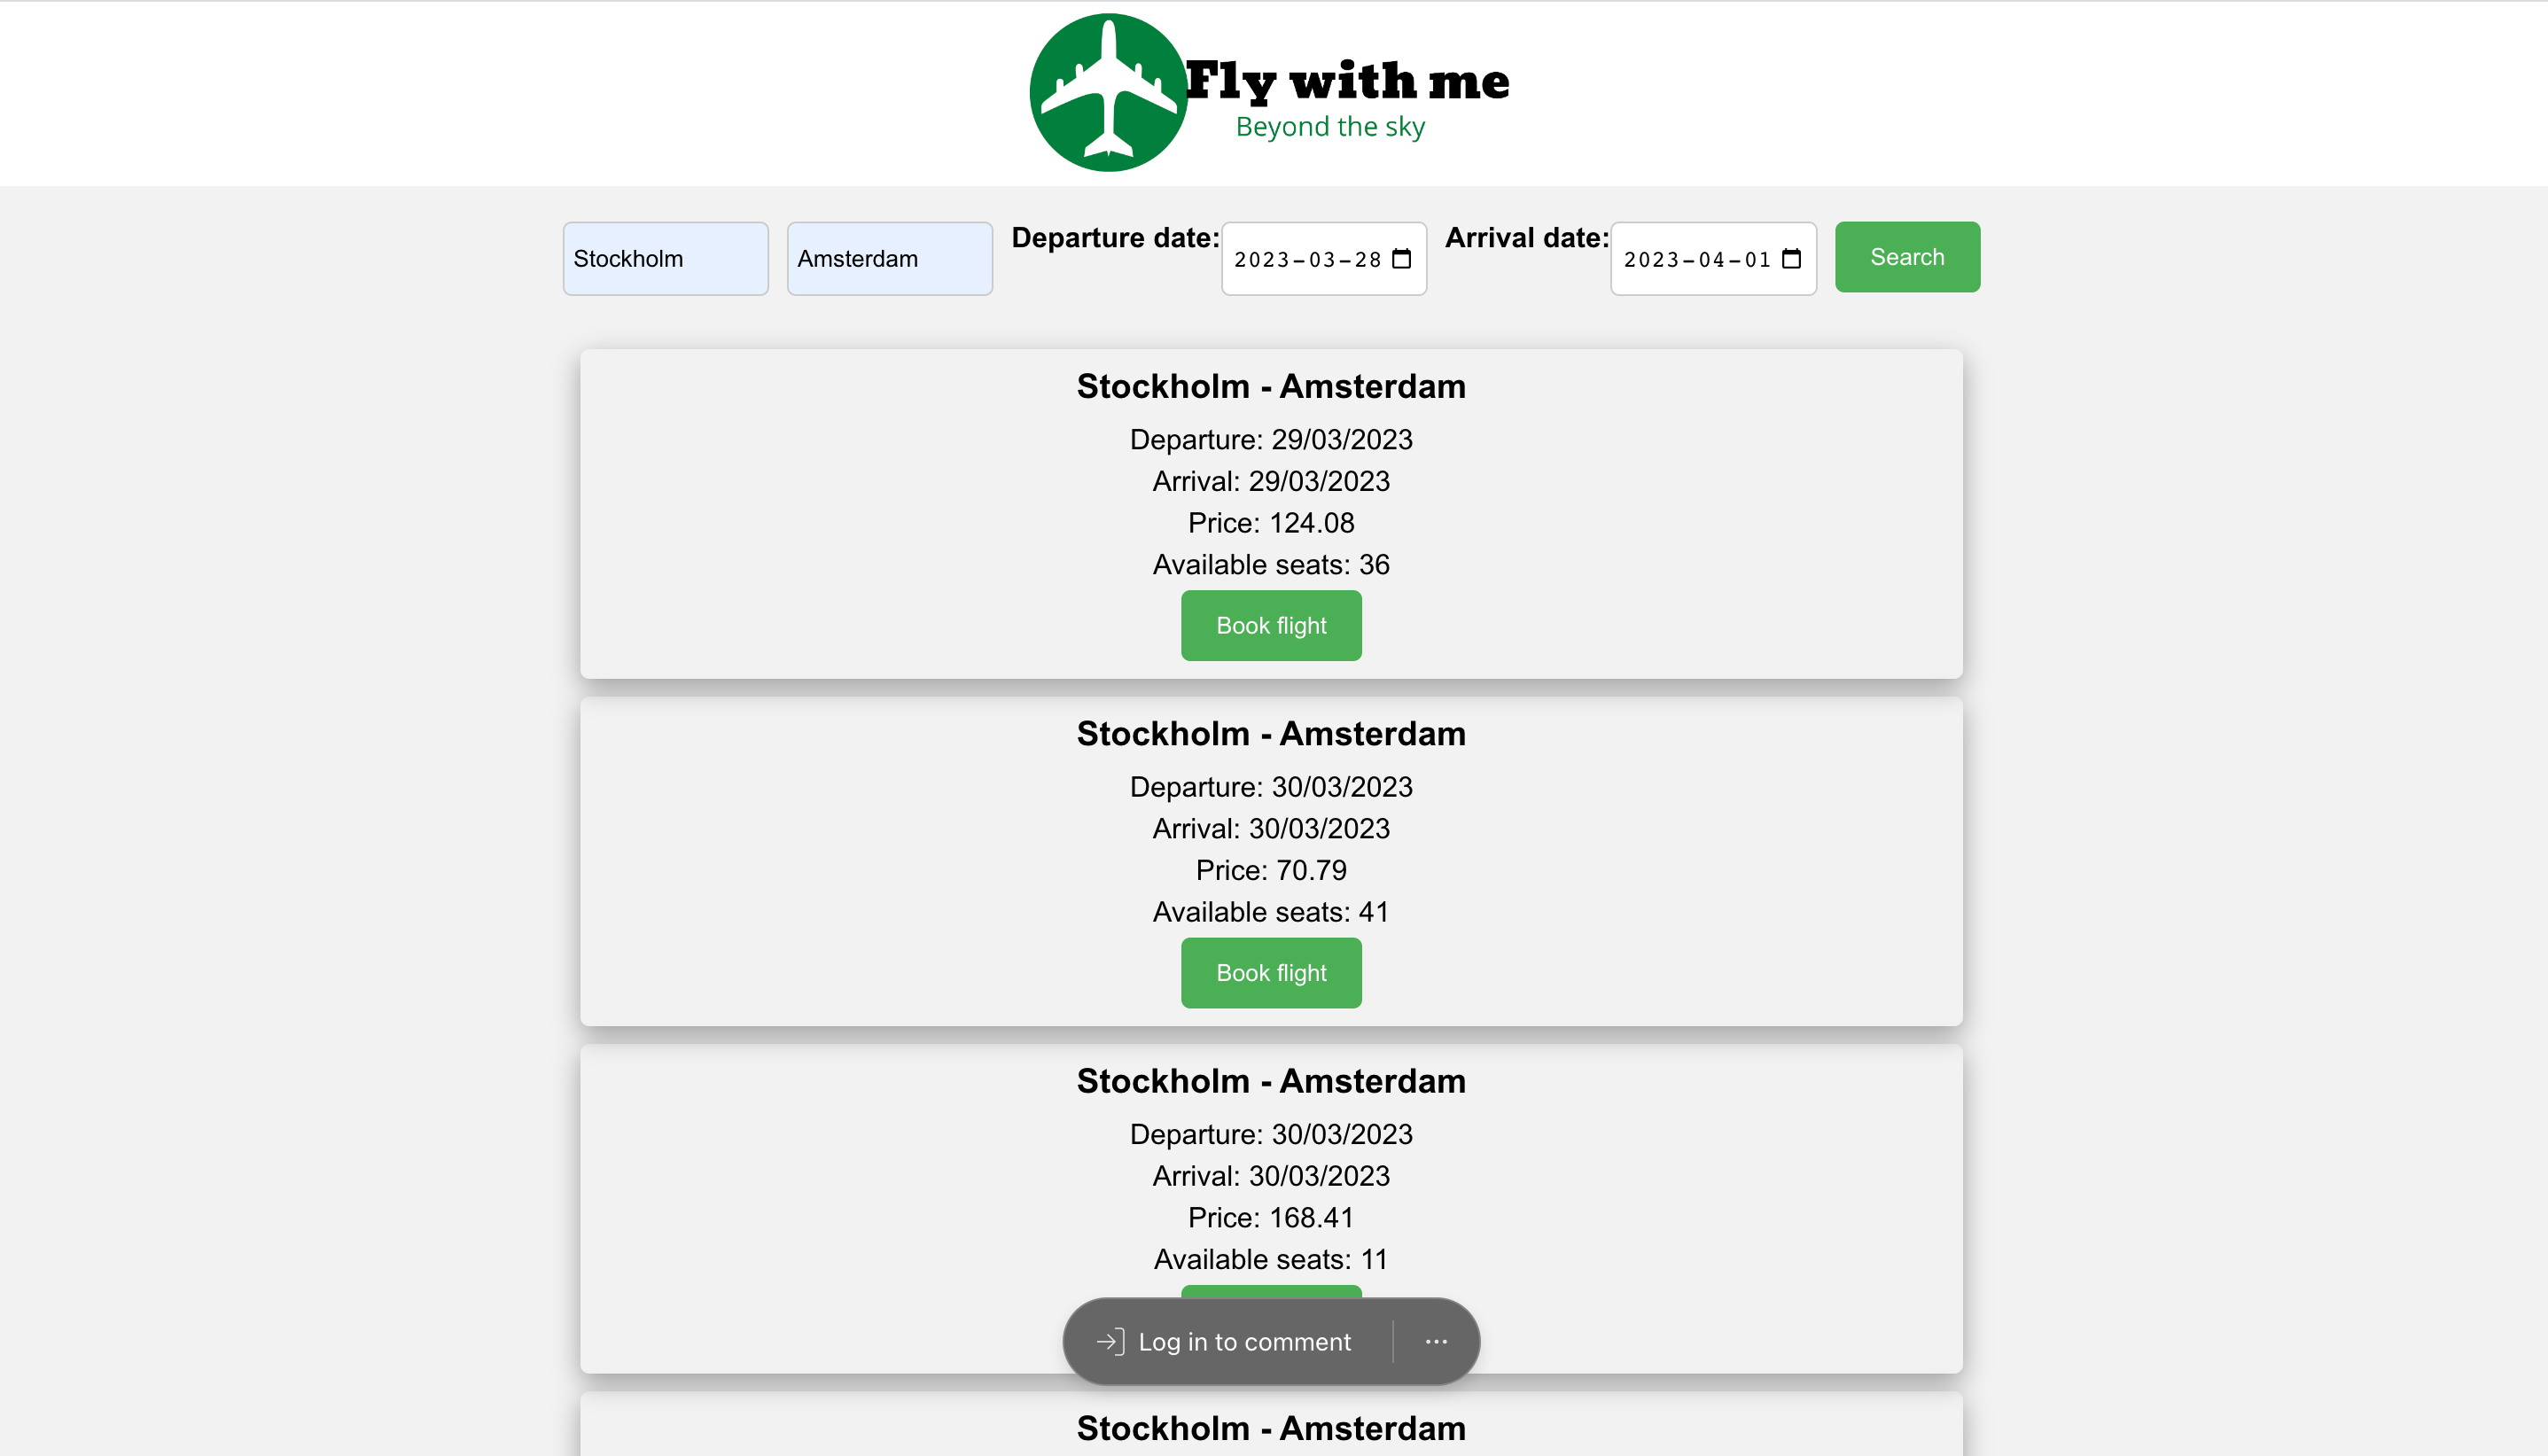 Fly with me
Beyond the sky
Stockholm Amsterdam Departure date: 2023-03-28 Arrival date: 2023-04-01 Search
Stockholm - Amsterdam
Departure: 29/03/2023
Arrival: 29/03/2023
Price: 124.08
Available seats: 36
Book flight
Stockholm - Amsterdam
Departure: 30/03/2023
Arrival: 30/03/2023
Price: 70.79
Available seats: 41
Book flight
Stockholm - Amsterdam
Departure: 30/03/2023
Arrival: 30/03/2023
Price: 168.41
Available seats: 11
Log in to comment
Stockholm - Amsterdam